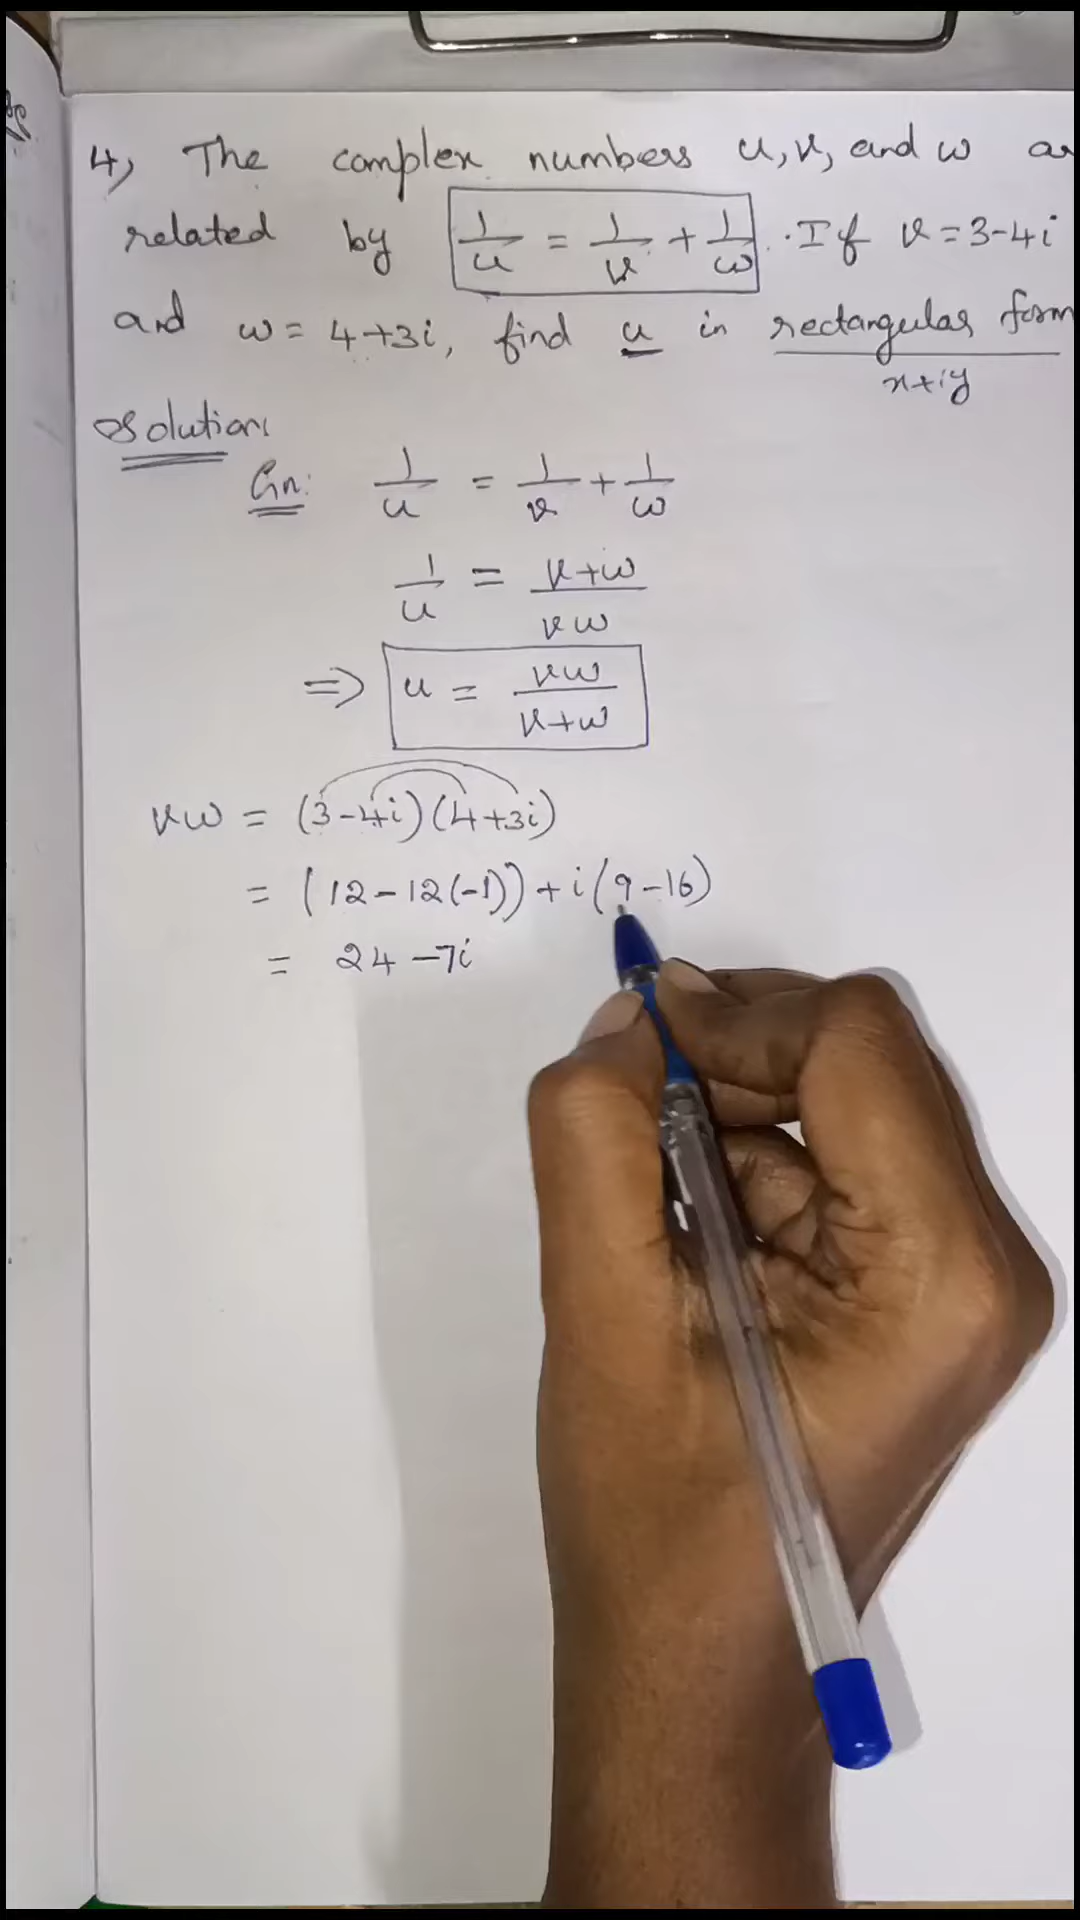 4) The complex numbers u, v, and w
related by 1/u = 1/v + 1/w . If v = 3-4i
and w = 4+3i, find u in rectangular form
x+iy
Solution:
Gn: 1/u = 1/v + 1/w
1/u = v+w/vw
=> u = vw/v+w
vw = (3-4i)(4+3i)
= (12-12(-1)) + i(9-16)
= 24-7i